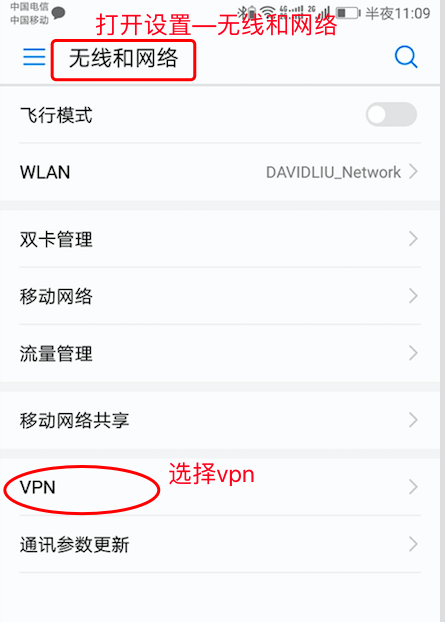 中国电信
中国移动
半夜11:09
打开设置—无线和网络
无线和网络
飞行模式
WLAN
DAVIDLIU_Network
双卡管理
移动网络
流量管理
移动网络共享
选择vpn
VPN
通讯参数更新